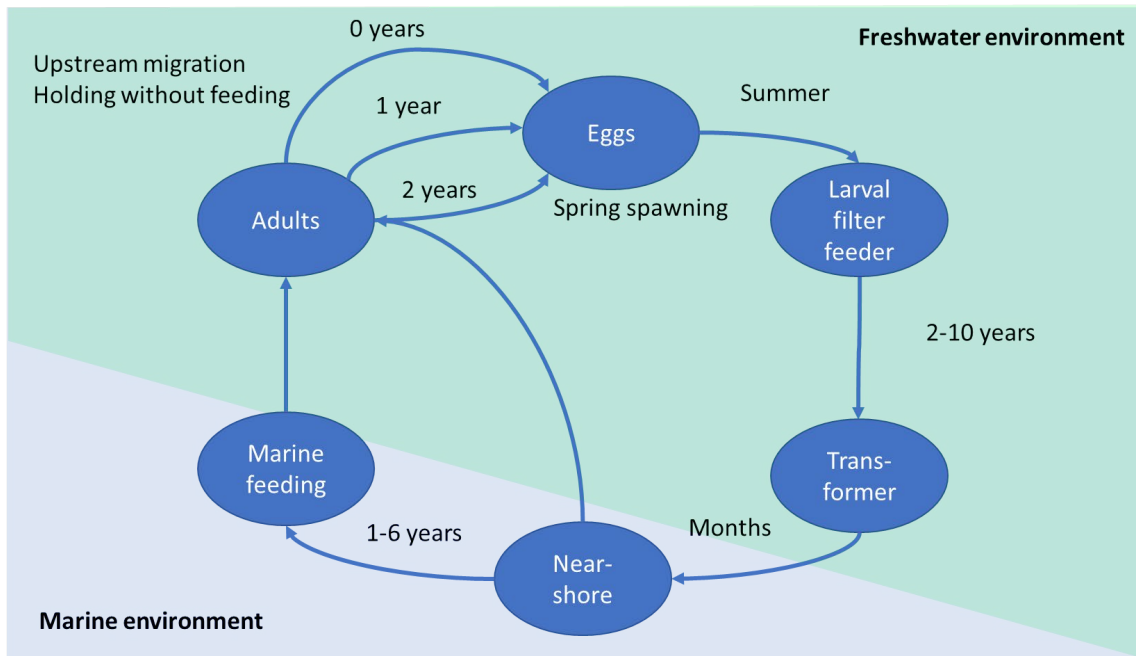 0 years
Freshwater environment
Upstream migration
Holding without feeding
1 year
Eggs
Summer
2 years
Spring spawning
Adults
Larval
filter
feeder
2-10 years
Marine
feeding
Trans-
former
Months
1-6 years
Near-
shore
Marine environment